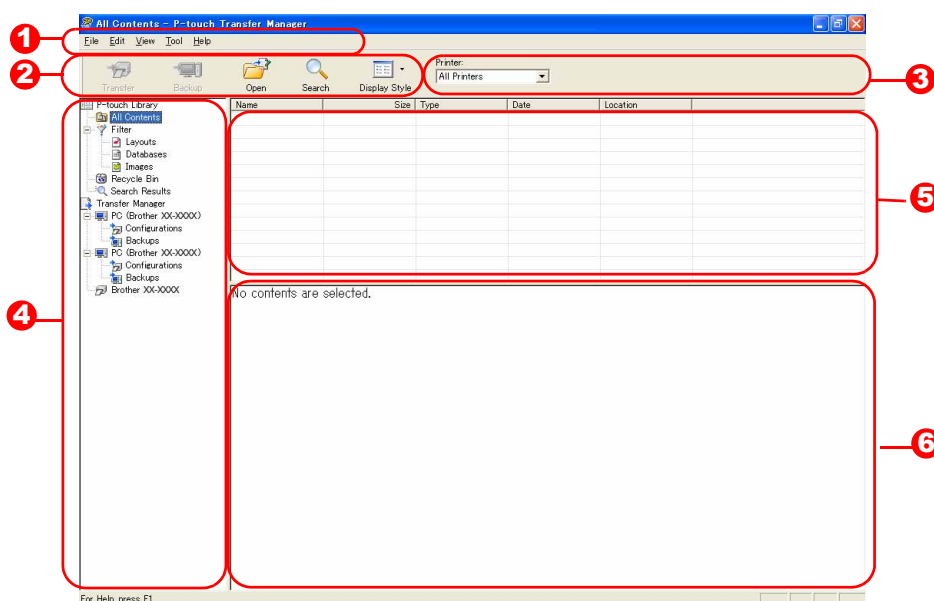 All Contents - P-touch Transfer Manager
1
File Edit View Tool Help
2
Transfer Backup Open Search Display Style
Printer:
All Printers
3
P-touch Library
All Contents
Filter
Layouts
Databases
Images
Recycle Bin
Search Results
Transfer Manager
PC (Brother XX-XXXX)
Configurations
Backups
PC (Brother XX-XXXX)
Configurations
Backups
Brother XX-XXXX
4
Name Size Type Date Location
5
No contents are selected.
6
For Help press F1